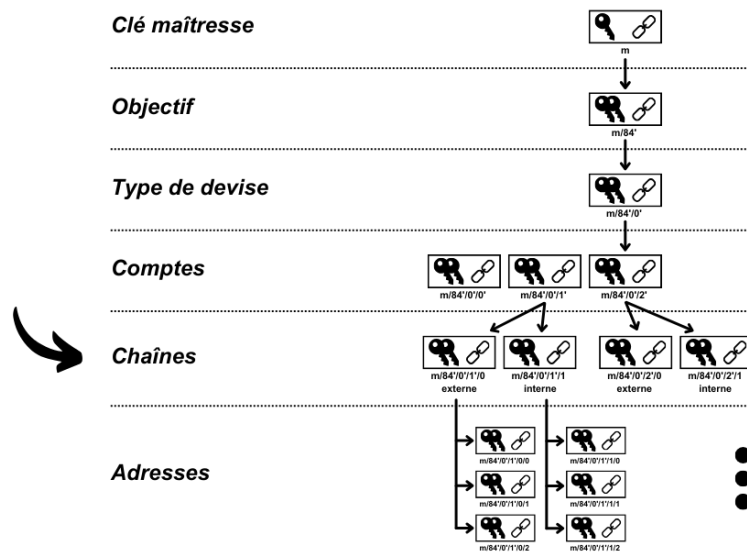 Clé maîtresse
m
Objectif
m/84'
Type de devise
m/84'/0'
Comptes
m/84'/0'/0' m/84'/0'/1' m/84'/0'/2'
Chaînes
m/84'/0'/1'/0 m/84'/0'/1'/1 m/84'/0'/2'/0 m/84'/0'/2'/1
externe interne externe interne
Adresses
m/84'/0'/1'/0/0 m/84'/0'/1'/1/0
m/84'/0'/1'/0/1 m/84'/0'/1'/1/1
m/84'/0'/1'/0/2 m/84'/0'/1'/1/2